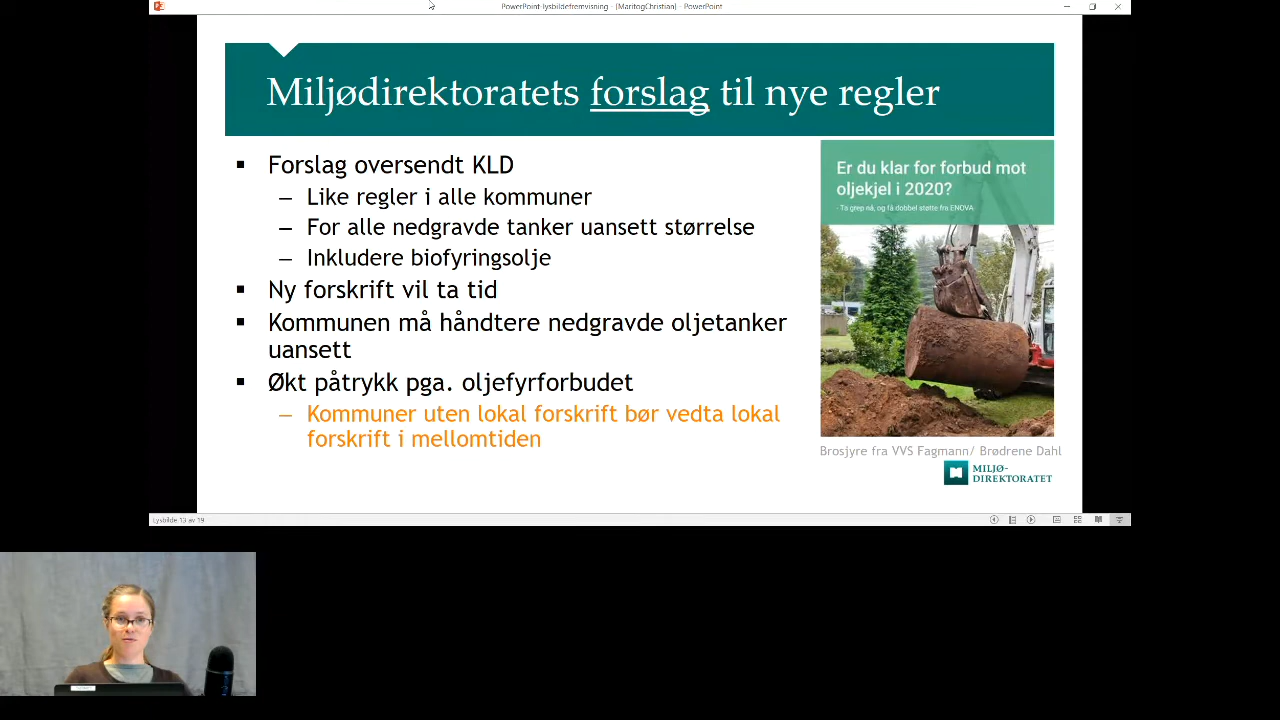 PowerPoint-lysbildefremvisning - [MaritogChristian] - PowerPoint
Miljødirektoratets forslag til nye regler
▪ Forslag oversendt KLD
– Like regler i alle kommuner
– For alle nedgravde tanker uansett størrelse
– Inkludere biofyringsolje
▪ Ny forskrift vil ta tid
▪ Kommunen må håndtere nedgravde oljetanker
uansett
▪ Økt påtrykk pga. oljefyrforbudet
– Kommuner uten lokal forskrift bør vedta lokal
forskrift i mellomtiden
Er du klar for forbud mot
oljekjel i 2020?
- Ta grep nå, og få dobbel støtte fra ENOVA
Brosjyre fra VVS Fagmann/ Brødrene Dahl
MILJØ-
DIREKTORATET
Lysbilde 13 av 19